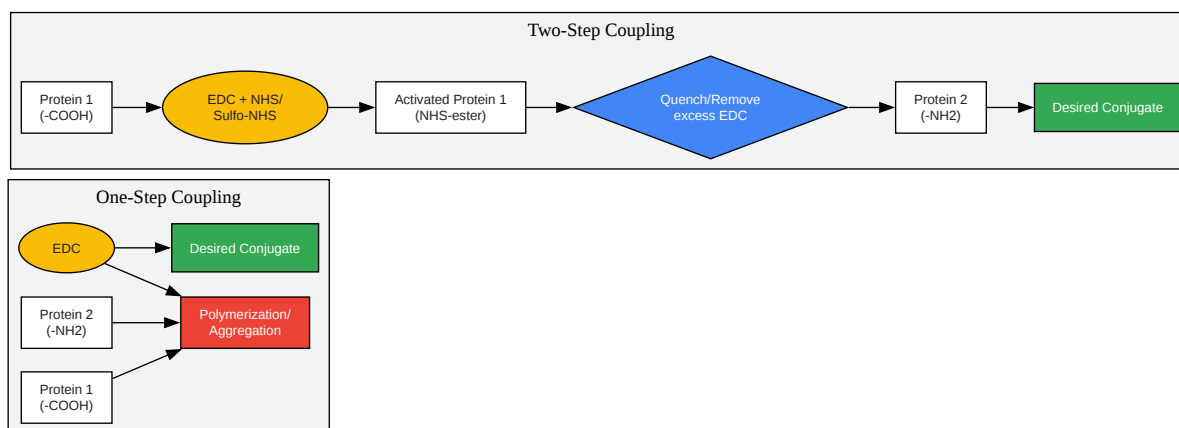 Two-Step Coupling
Protein 1
(-COOH)
EDC + NHS/
Sulfo-NHS
Activated Protein 1
(NHS-ester)
Quench/Remove
excess EDC
Protein 2
(-NH2)
Desired Conjugate
One-Step Coupling
EDC
Desired Conjugate
Protein 2
(-NH2)
Polymerization/
Aggregation
Protein 1
(-COOH)